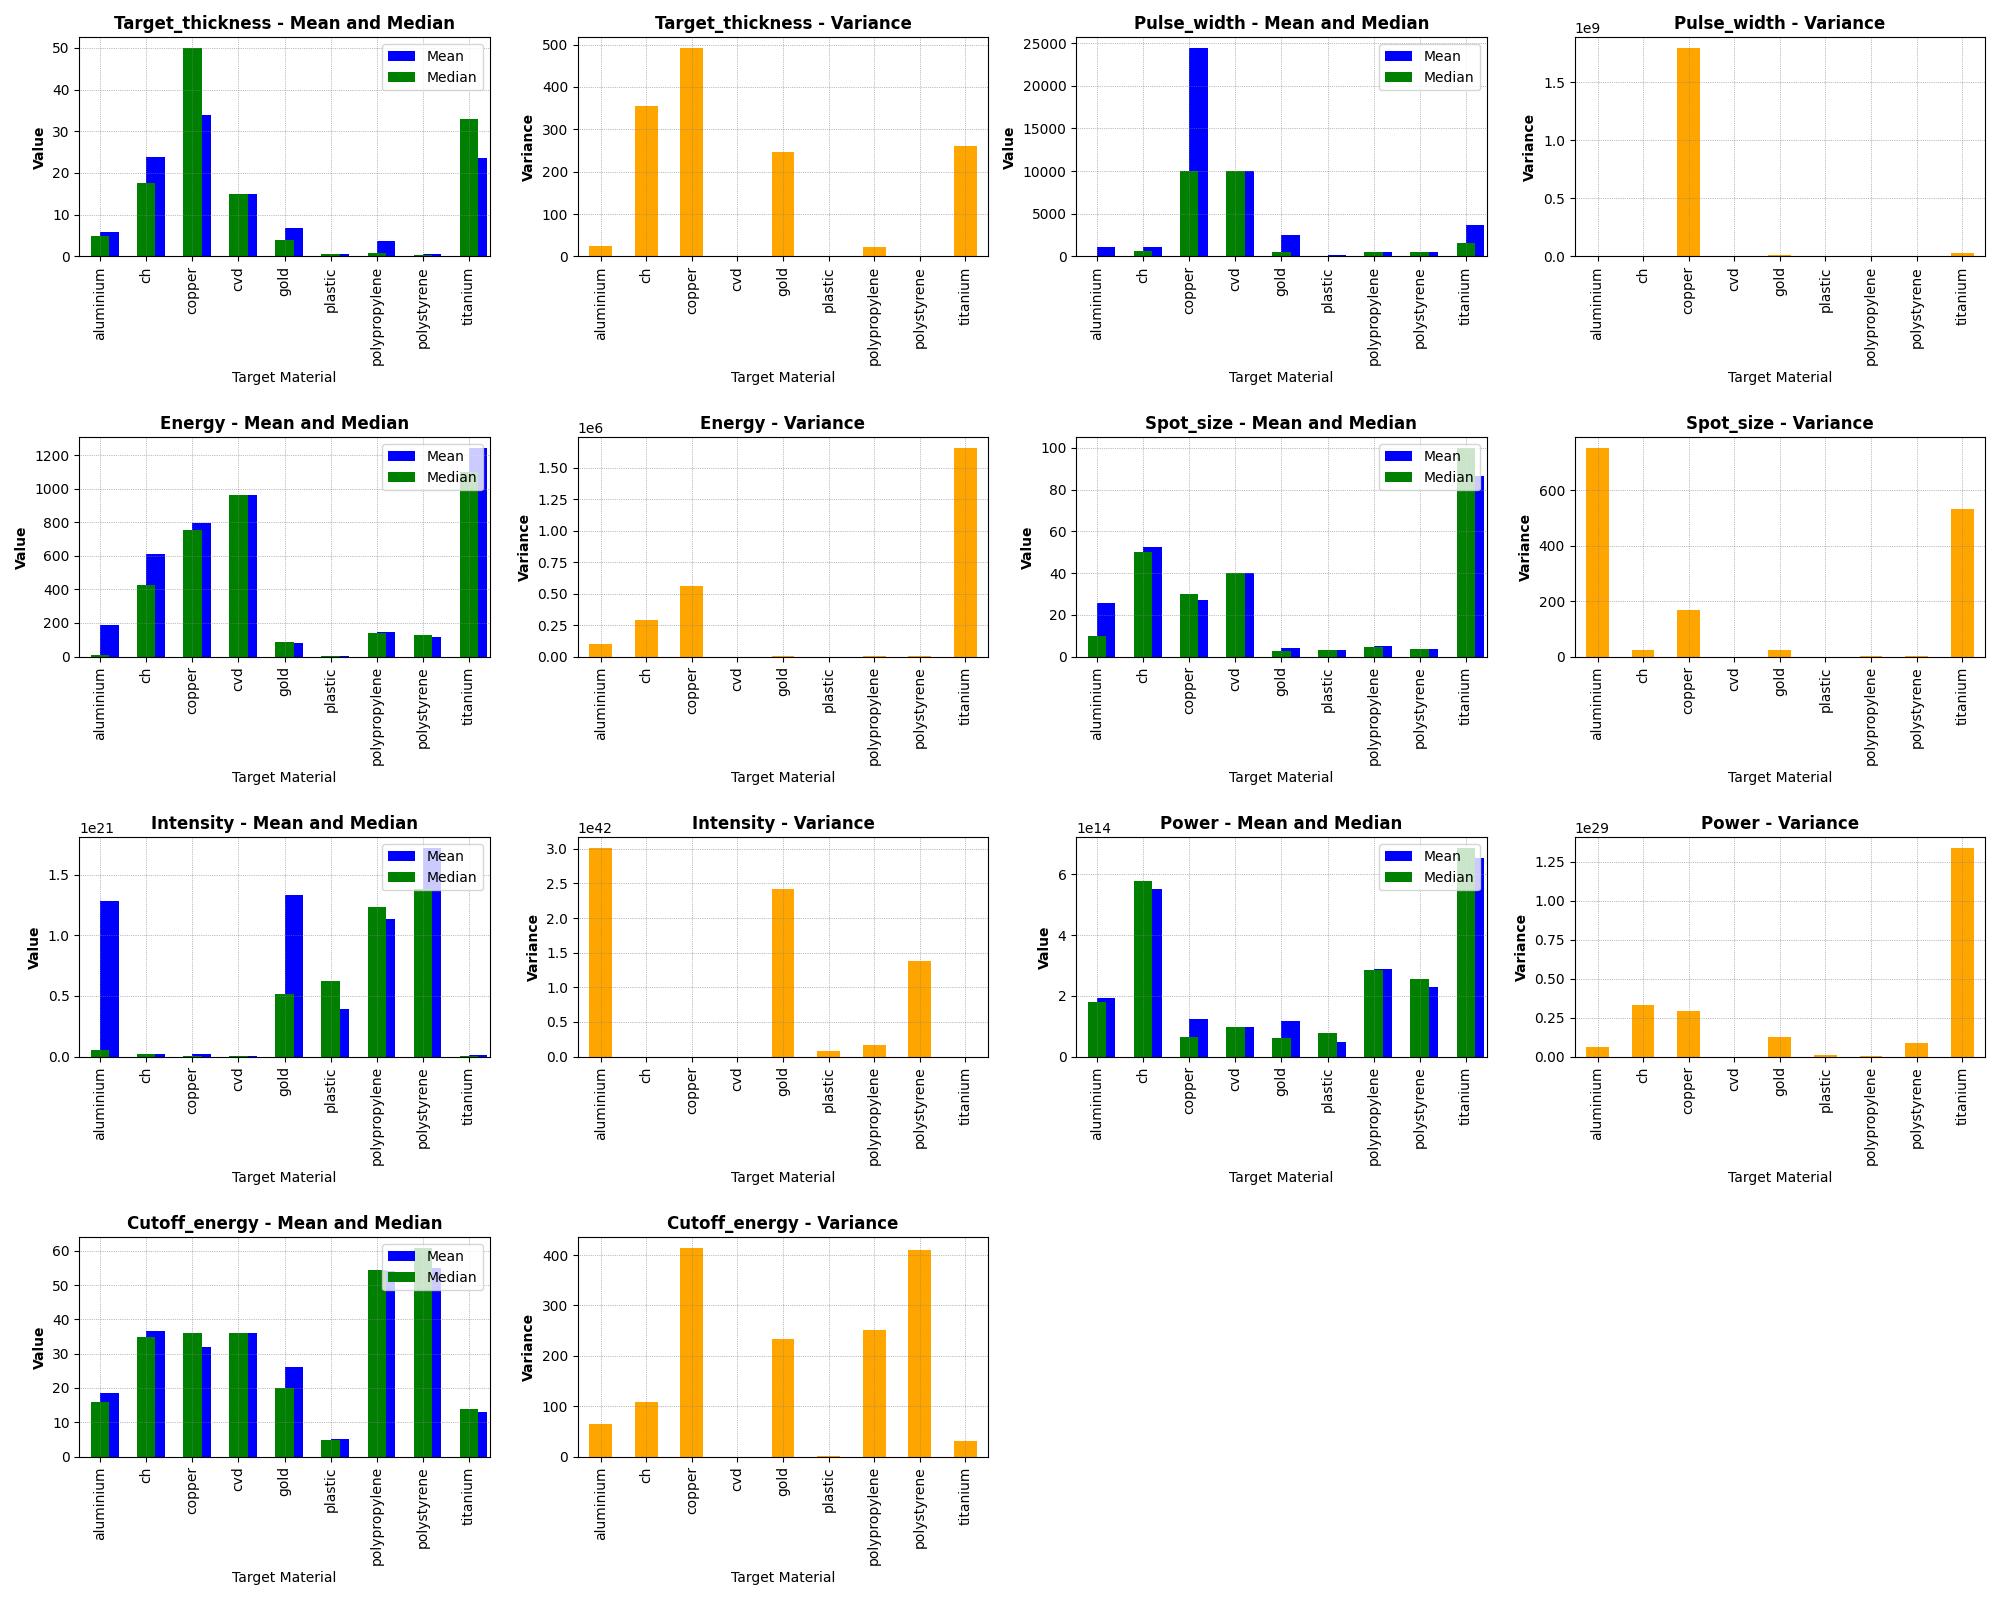 Target_thickness - Mean and Median
Value
50
40
30
20
10
0
Mean
Median
aluminium
ch
copper
cvd
gold
plastic
polypropylene
polystyrene
titanium
Target Material
Target_thickness - Variance
Variance
500
400
300
200
100
0
aluminium
ch
copper
cvd
gold
plastic
polypropylene
polystyrene
titanium
Target Material
Pulse_width - Mean and Median
Value
25000
20000
15000
10000
5000
0
Mean
Median
aluminium
ch
copper
cvd
gold
plastic
polypropylene
polystyrene
titanium
Target Material
Pulse_width - Variance
1e9
Variance
1.5
1.0
0.5
0.0
aluminium
ch
copper
cvd
gold
plastic
polypropylene
polystyrene
titanium
Target Material
Energy - Mean and Median
Value
1200
1000
800
600
400
200
0
Mean
Median
aluminium
ch
copper
cvd
gold
plastic
polypropylene
polystyrene
titanium
Target Material
Energy - Variance
1e6
Variance
1.50
1.25
1.00
0.75
0.50
0.25
0.00
aluminium
ch
copper
cvd
gold
plastic
polypropylene
polystyrene
titanium
Target Material
Spot_size - Mean and Median
Value
100
80
60
40
20
0
Mean
Median
aluminium
ch
copper
cvd
gold
plastic
polypropylene
polystyrene
titanium
Target Material
Spot_size - Variance
Variance
600
400
200
0
aluminium
ch
copper
cvd
gold
plastic
polypropylene
polystyrene
titanium
Target Material
Intensity - Mean and Median
1e21
Value
1.5
1.0
0.5
0.0
Mean
Median
aluminium
ch
copper
cvd
gold
plastic
polypropylene
polystyrene
titanium
Target Material
Intensity - Variance
1e42
Variance
3.0
2.5
2.0
1.5
1.0
0.5
0.0
aluminium
ch
copper
cvd
gold
plastic
polypropylene
polystyrene
titanium
Target Material
Power - Mean and Median
1e14
Value
6
4
2
0
Mean
Median
aluminium
ch
copper
cvd
gold
plastic
polypropylene
polystyrene
titanium
Target Material
Power - Variance
1e29
Variance
1.25
1.00
0.75
0.50
0.25
0.00
aluminium
ch
copper
cvd
gold
plastic
polypropylene
polystyrene
titanium
Target Material
Cutoff_energy - Mean and Median
Value
60
50
40
30
20
10
0
Mean
Median
aluminium
ch
copper
cvd
gold
plastic
polypropylene
polystyrene
titanium
Target Material
Cutoff_energy - Variance
Variance
400
300
200
100
0
aluminium
ch
copper
cvd
gold
plastic
polypropylene
polystyrene
titanium
Target Material